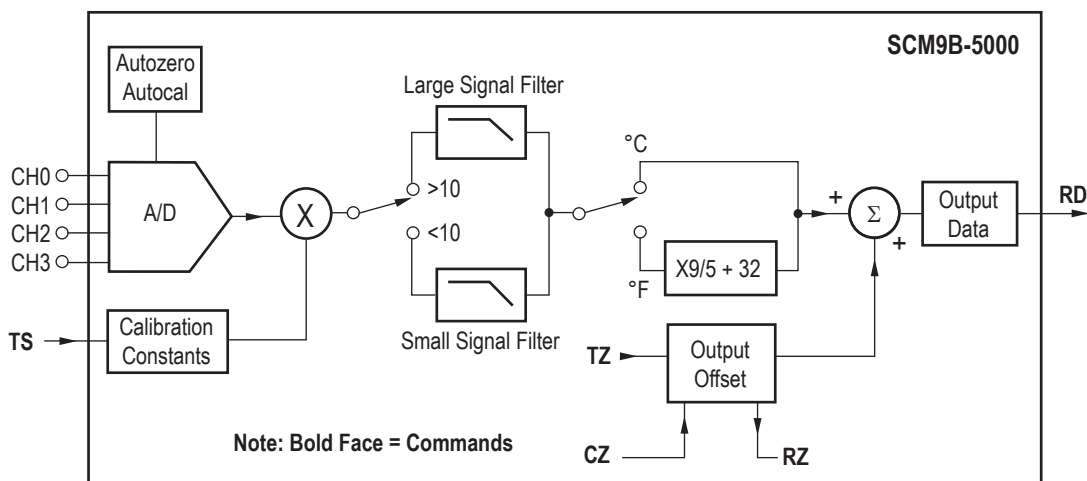 SCM9B-5000
Autozero
Autocal
Large Signal Filter
CH0
CH1
CH2
CH3
A/D
X
>10
<10
°C
°F
X9/5 + 32
+
Σ
+
Output
Data
RD
TS
Calibration
Constants
Small Signal Filter
TZ
Output
Offset
Note: Bold Face = Commands
CZ
RZ